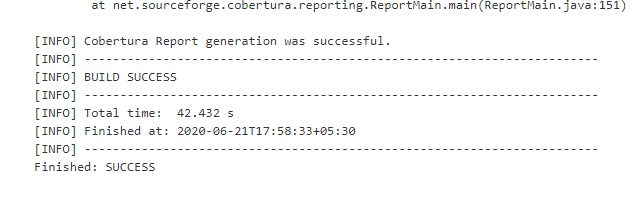 at net.sourceforge.cobertura.reporting.ReportMain.main(ReportMain.java:151)
[INFO] Cobertura Report generation was successful.
[INFO] ------------------------------------------------------------------------
[INFO] BUILD SUCCESS
[INFO] ------------------------------------------------------------------------
[INFO] Total time:  42.432 s
[INFO] Finished at: 2020-06-21T17:58:33+05:30
[INFO] ------------------------------------------------------------------------
Finished: SUCCESS